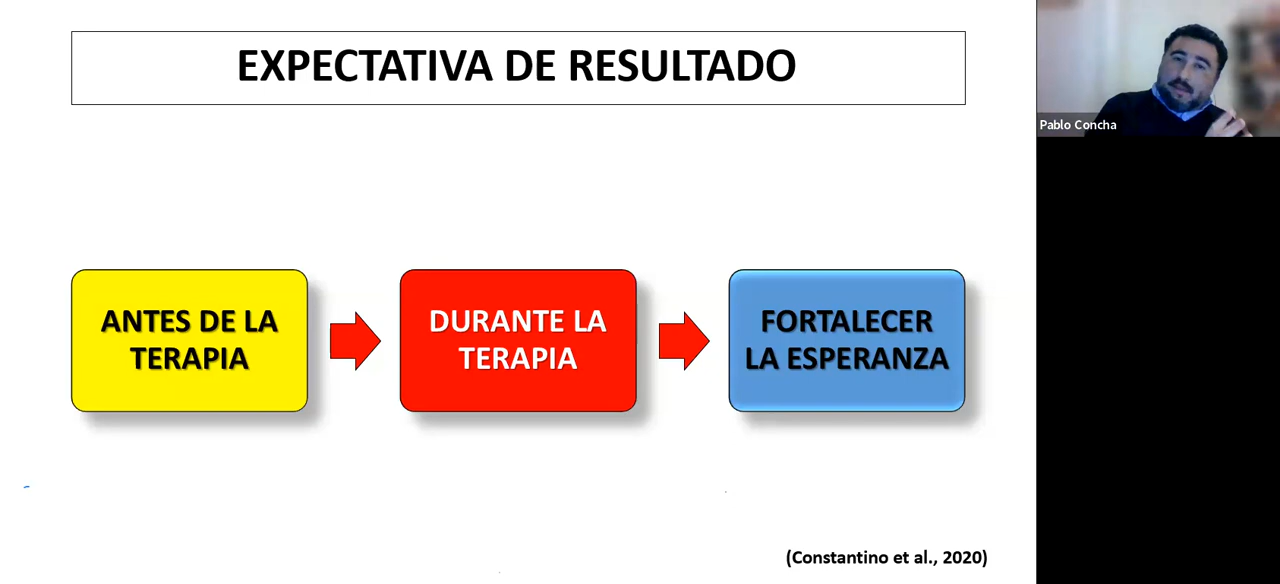 EXPECTATIVA DE RESULTADO
Pablo Concha
ANTES DE LA
TERAPIA
DURANTE LA
TERAPIA
FORTALECER
LA ESPERANZA
(Constantino et al., 2020)